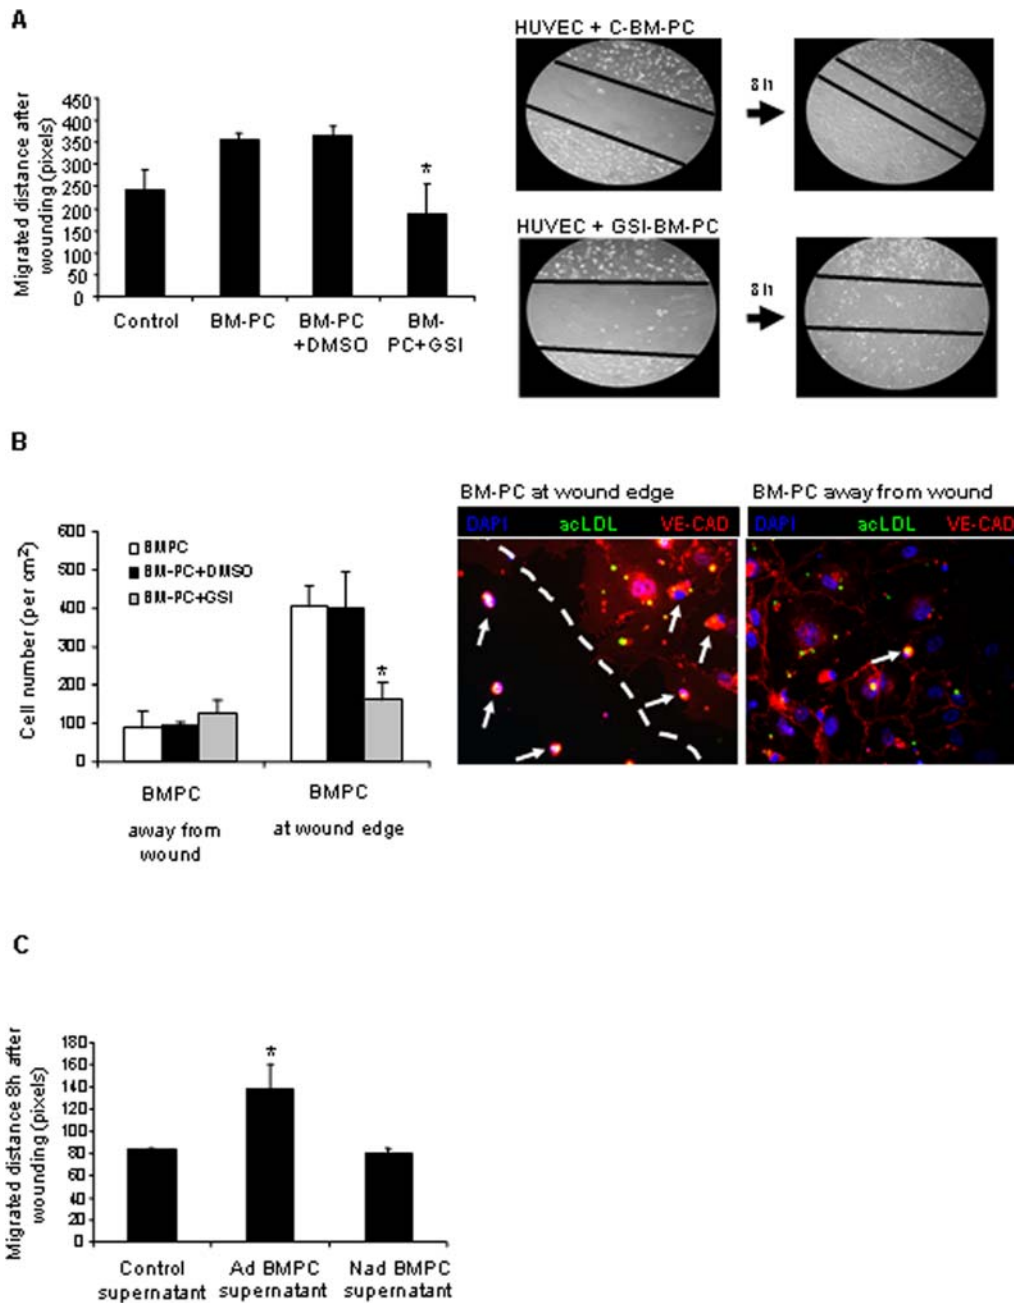 A
Migrated distance after
wounding (pixels)
450
400
350
300
250
200
150
100
50
0
*
Control
BM-PC
BM-PC
+DMSO
BM-
PC+GSI
HUVEC + C-BM-PC
8h
HUVEC + GSI-BM-PC
8h
B
Cell number (per cm²)
600
500
400
300
200
100
0
BMPC
BM-PC+DMSO
BM-PC+GSI
*
BMPC
away from
wound
BMPC
at wound edge
BM-PC at wound edge
DAPI acLDL VE-CAD
BM-PC away from wound
DAPI acLDL VE-CAD
C
Migrated distance 8h after
wounding (pixels)
180
160
140
120
100
80
60
40
20
0
*
Control
supernatant
Ad BMPC
supernatant
Nad BMPC
supernatant